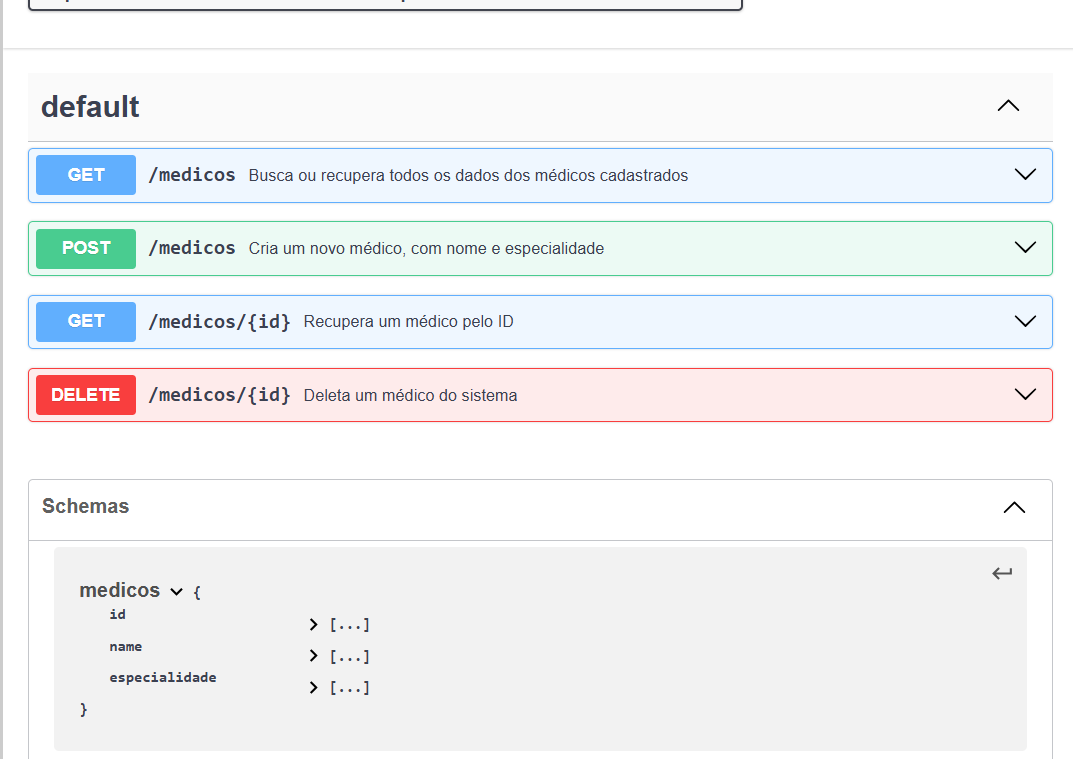 default
GET /medicos Busca ou recupera todos os dados dos médicos cadastrados
POST /medicos Cria um novo médico, com nome e especialidade
GET /medicos/{id} Recupera um médico pelo ID
DELETE /medicos/{id} Deleta um médico do sistema
Schemas
medicos {
id [...]
name [...]
especialidade [...]
}